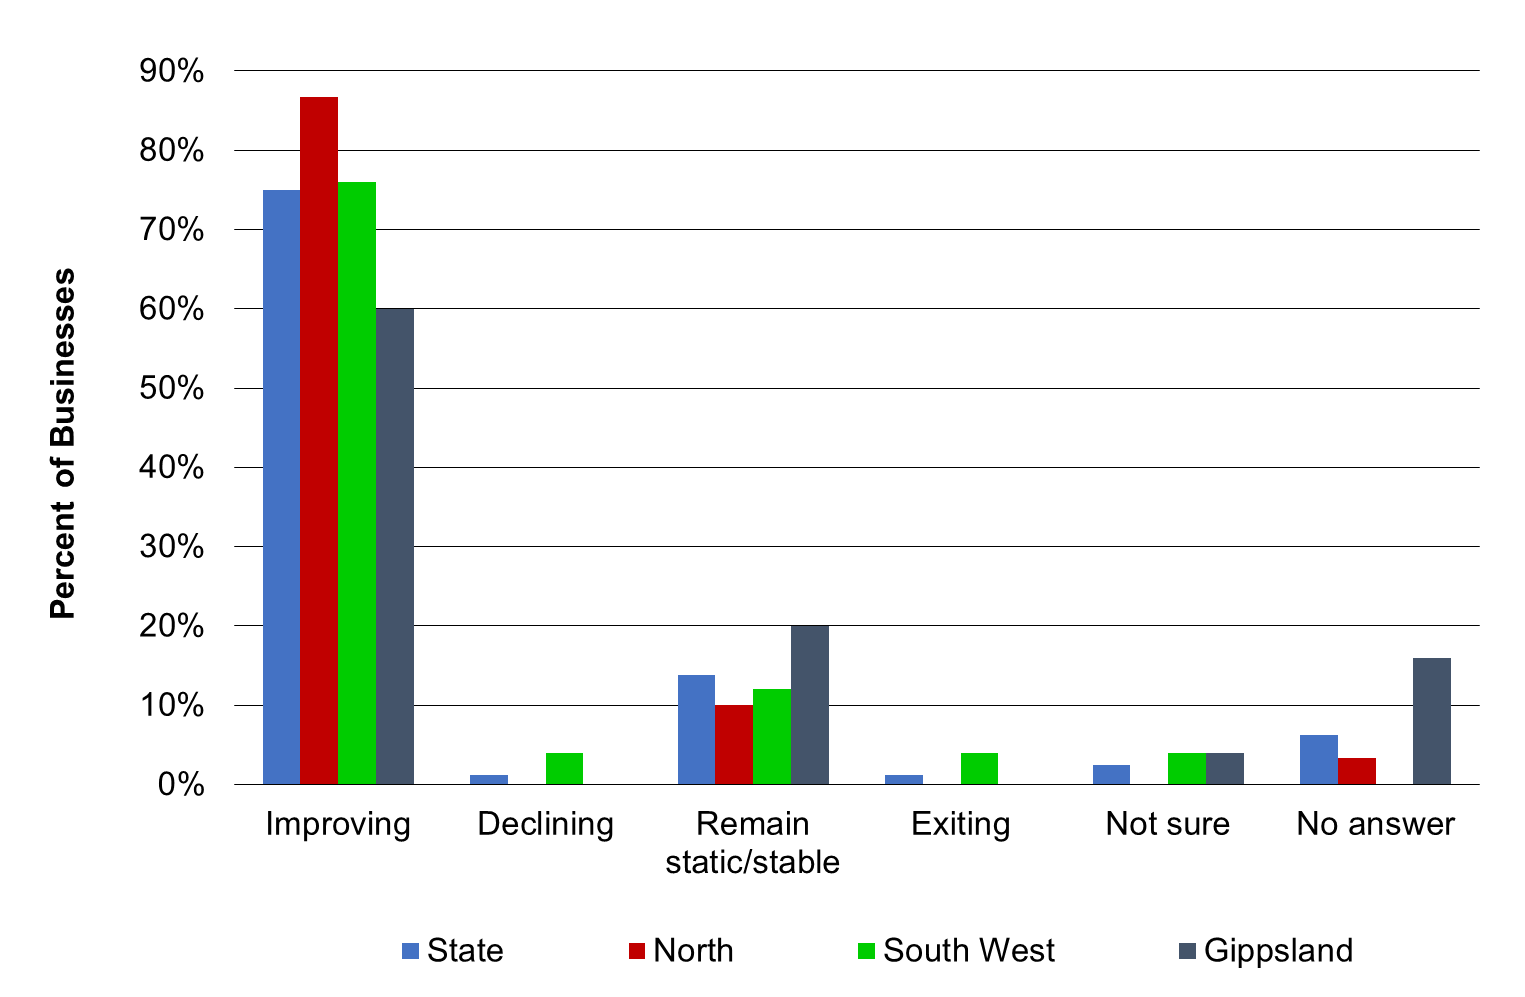 90%
80%
70%
60%
50%
40%
30%
20%
10%
0%
Percent of Businesses
Improving
Declining
Remain
static/stable
Exiting
Not sure
No answer
State
North
South West
Gippsland